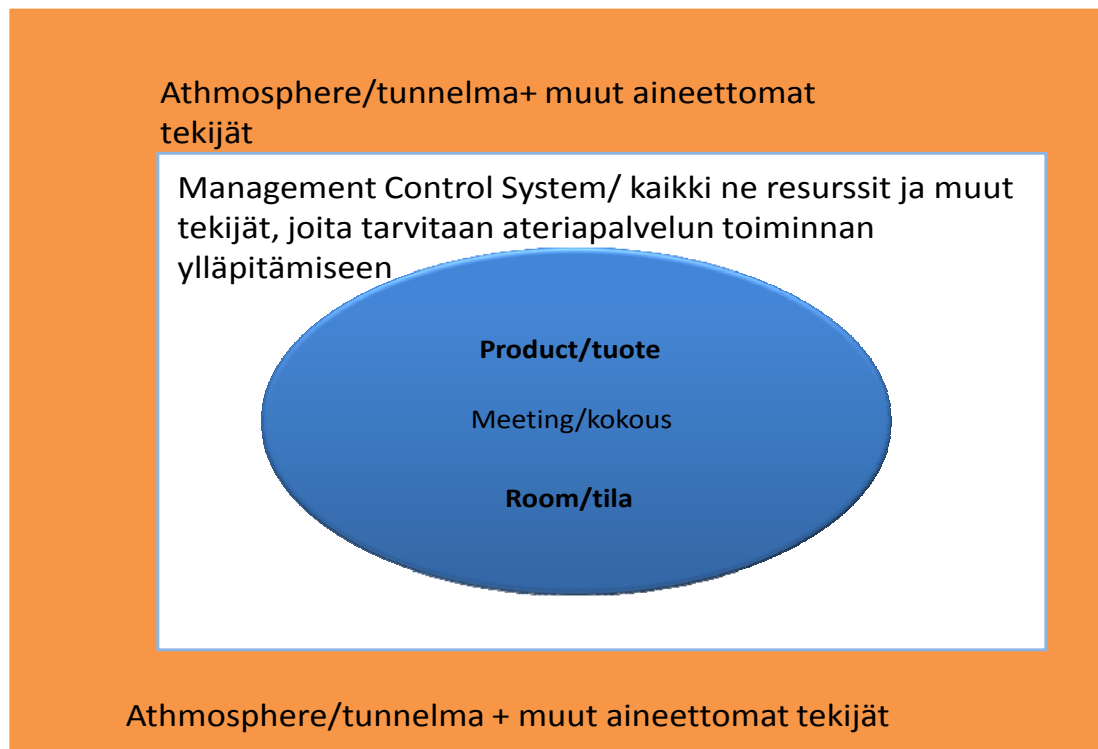 Athmosphere/tunnelma+ muut aineettomat
tekijät
Management Control System/ kaikki ne resurssit ja muut
tekijät, joita tarvitaan ateriapalvelun toiminnan
ylläpitämiseen
Product/tuote
Meeting/kokous
Room/tila
Athmosphere/tunnelma + muut aineettomat tekijät